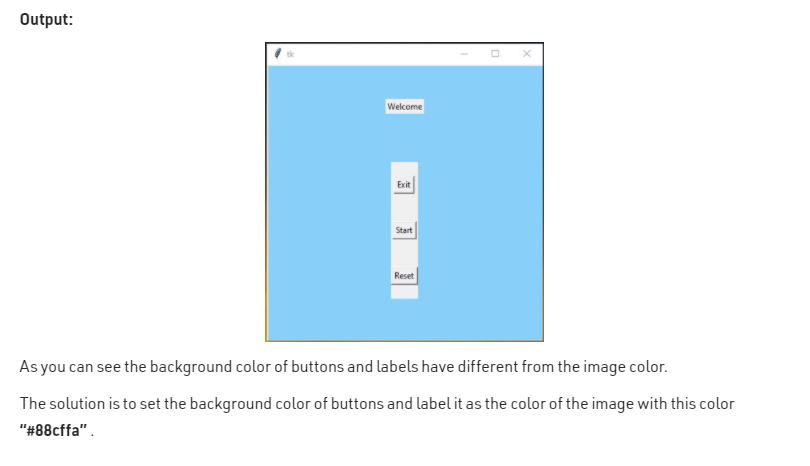 Output:
tk
Welcome
Exit
Start
Reset
As you can see the background color of buttons and labels have different from the image color.
The solution is to set the background color of buttons and label it as the color of the image with this color
“#88cffa” .